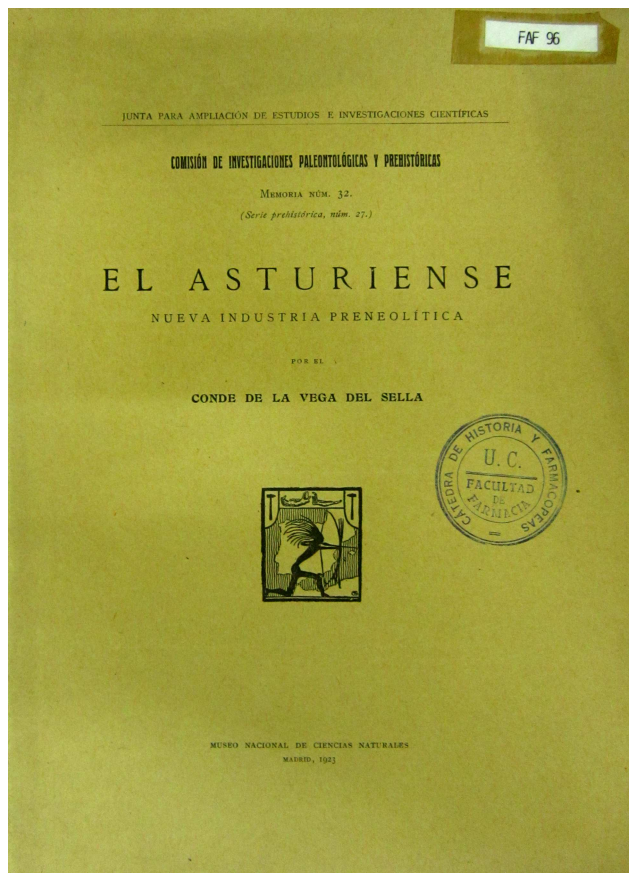 FAF 96
JUNTA PARA AMPLIACIÓN DE ESTUDIOS E INVESTIGACIONES CIENTÍFICAS
COMISIÓN DE INVESTIGACIONES PALEONTOLÓGICAS Y PREHISTÓRICAS
MEMORIA NÚM. 32.
(Serie prehistórica, núm. 27.)
EL ASTURIENSE
NUEVA INDUSTRIA PRENEOLÍTICA
POR EL
CONDE DE LA VEGA DEL SELLA
CÁTEDRA DE HISTORIA Y FARMACOPEAS
U. C.
FACULTAD
DE
FARMACIA
MUSEO NACIONAL DE CIENCIAS NATURALES
MADRID, 1923